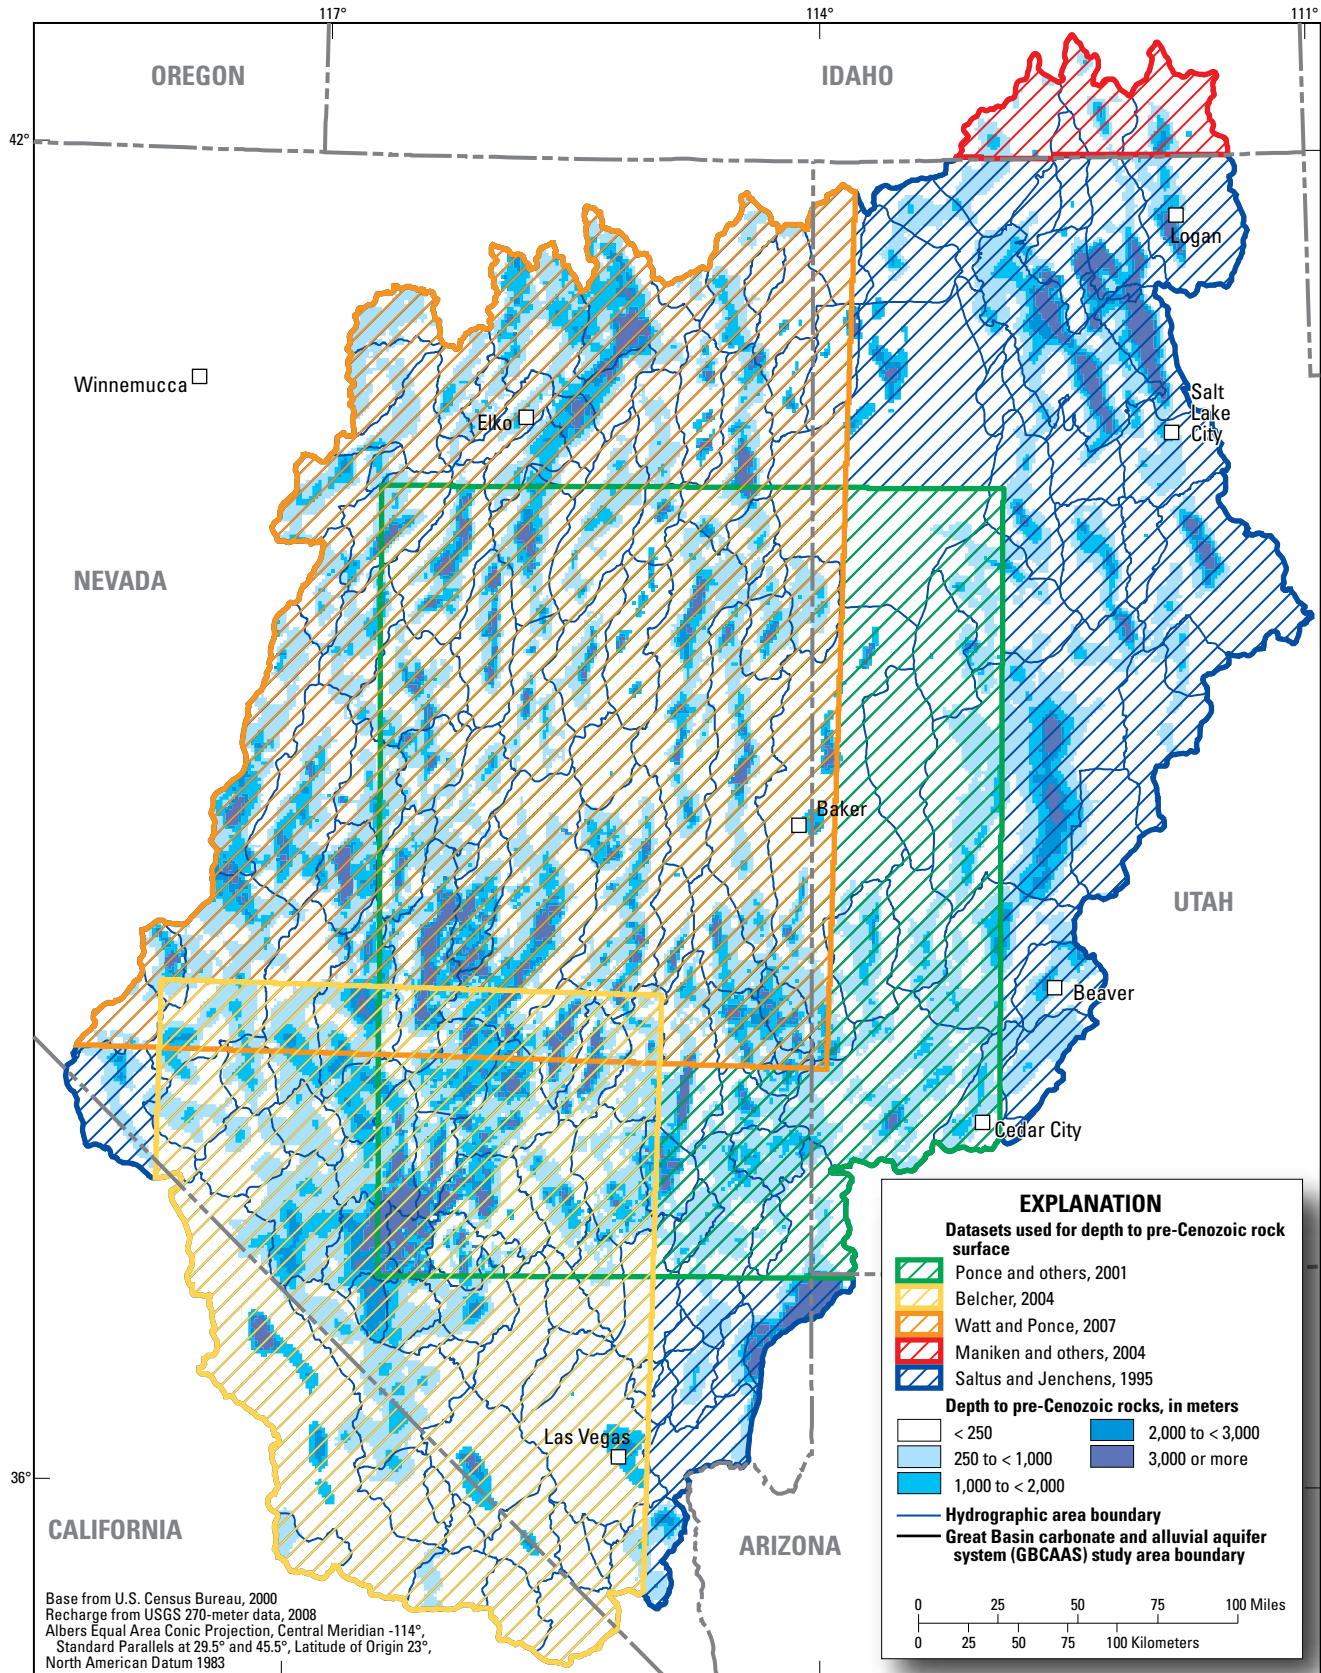 117°
114°
111°
OREGON
IDAHO
42°
Logan
Winnemucca
Elko
Salt
Lake
City
NEVADA
Baker
UTAH
Beaver
Cedar City
Las Vegas
36°
CALIFORNIA
ARIZONA
EXPLANATION
Datasets used for depth to pre-Cenozoic rock
surface
Ponce and others, 2001
Belcher, 2004
Watt and Ponce, 2007
Maniken and others, 2004
Saltus and Jenchens, 1995
Depth to pre-Cenozoic rocks, in meters
< 250
250 to < 1,000
1,000 to < 2,000
2,000 to < 3,000
3,000 or more
Hydrographic area boundary
Great Basin carbonate and alluvial aquifer
system (GBCAAS) study area boundary
0 25 50 75 100 Miles
0 25 50 75 100 Kilometers
Base from U.S. Census Bureau, 2000
Recharge from USGS 270-meter data, 2008
Albers Equal Area Conic Projection, Central Meridian -114°,
Standard Parallels at 29.5° and 45.5°, Latitude of Origin 23°,
North American Datum 1983